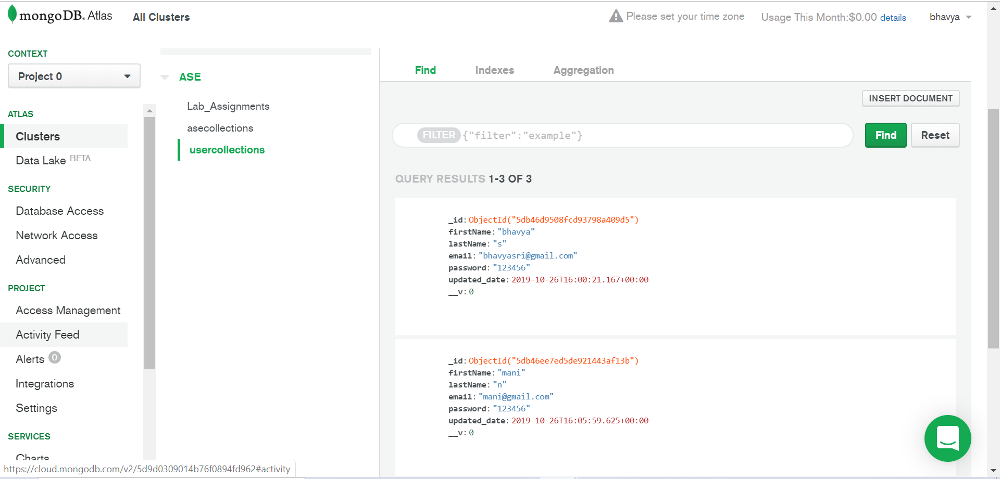 mongoDB. Atlas
All Clusters
Please set your time zone
Usage This Month:$0.00 details
bhavya
CONTEXT
Project 0
ATLAS
Clusters
Data Lake BETA
SECURITY
Database Access
Network Access
Advanced
PROJECT
Access Management
Activity Feed
Alerts 0
Integrations
Settings
SERVICES
Charts
https://cloud.mongodb.com/v2/5d9d0309014b76f0894fd962#activity
ASE
Lab_Assignments
asecollections
usercollections
Find Indexes Aggregation
INSERT DOCUMENT
FILTER {"filter":"example"}
Find Reset
QUERY RESULTS 1-3 OF 3
_id: ObjectId("5db46d9508fcd93798a409d5")
firstName: "bhavya"
lastName: "s"
email: "bhavyasri@gmail.com"
password: "123456"
updated_date: 2019-10-26T16:00:21.167+00:00
__v: 0
_id: ObjectId("5db46ee7ed5de921443af13b")
firstName: "mani"
lastName: "n"
email: "mani@gmail.com"
password: "123456"
updated_date: 2019-10-26T16:05:59.625+00:00
__v: 0